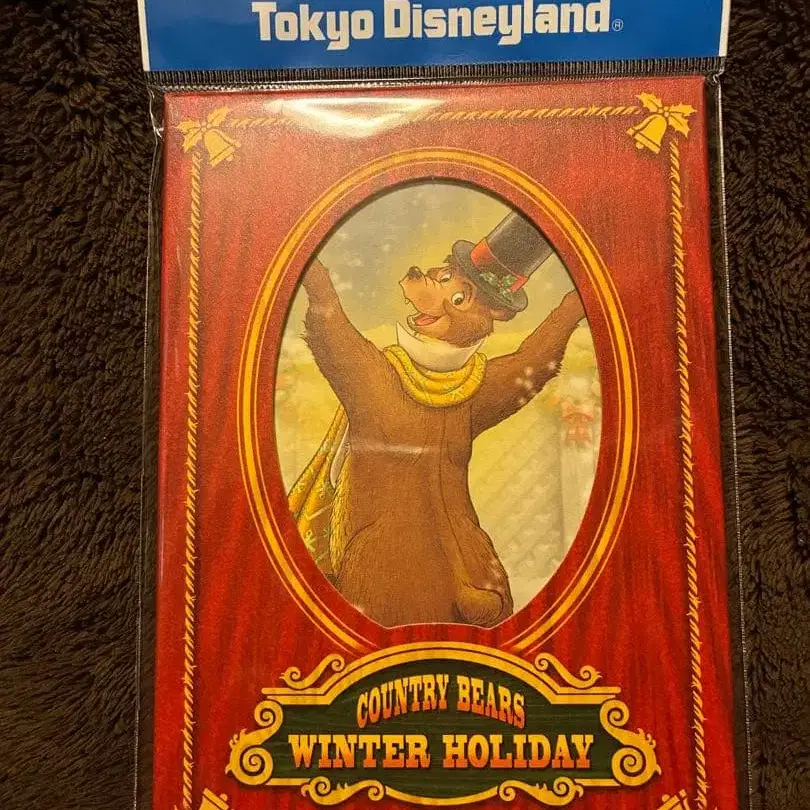 Tokyo Disneyland®
COUNTRY BEARS
WINTER HOLIDAY